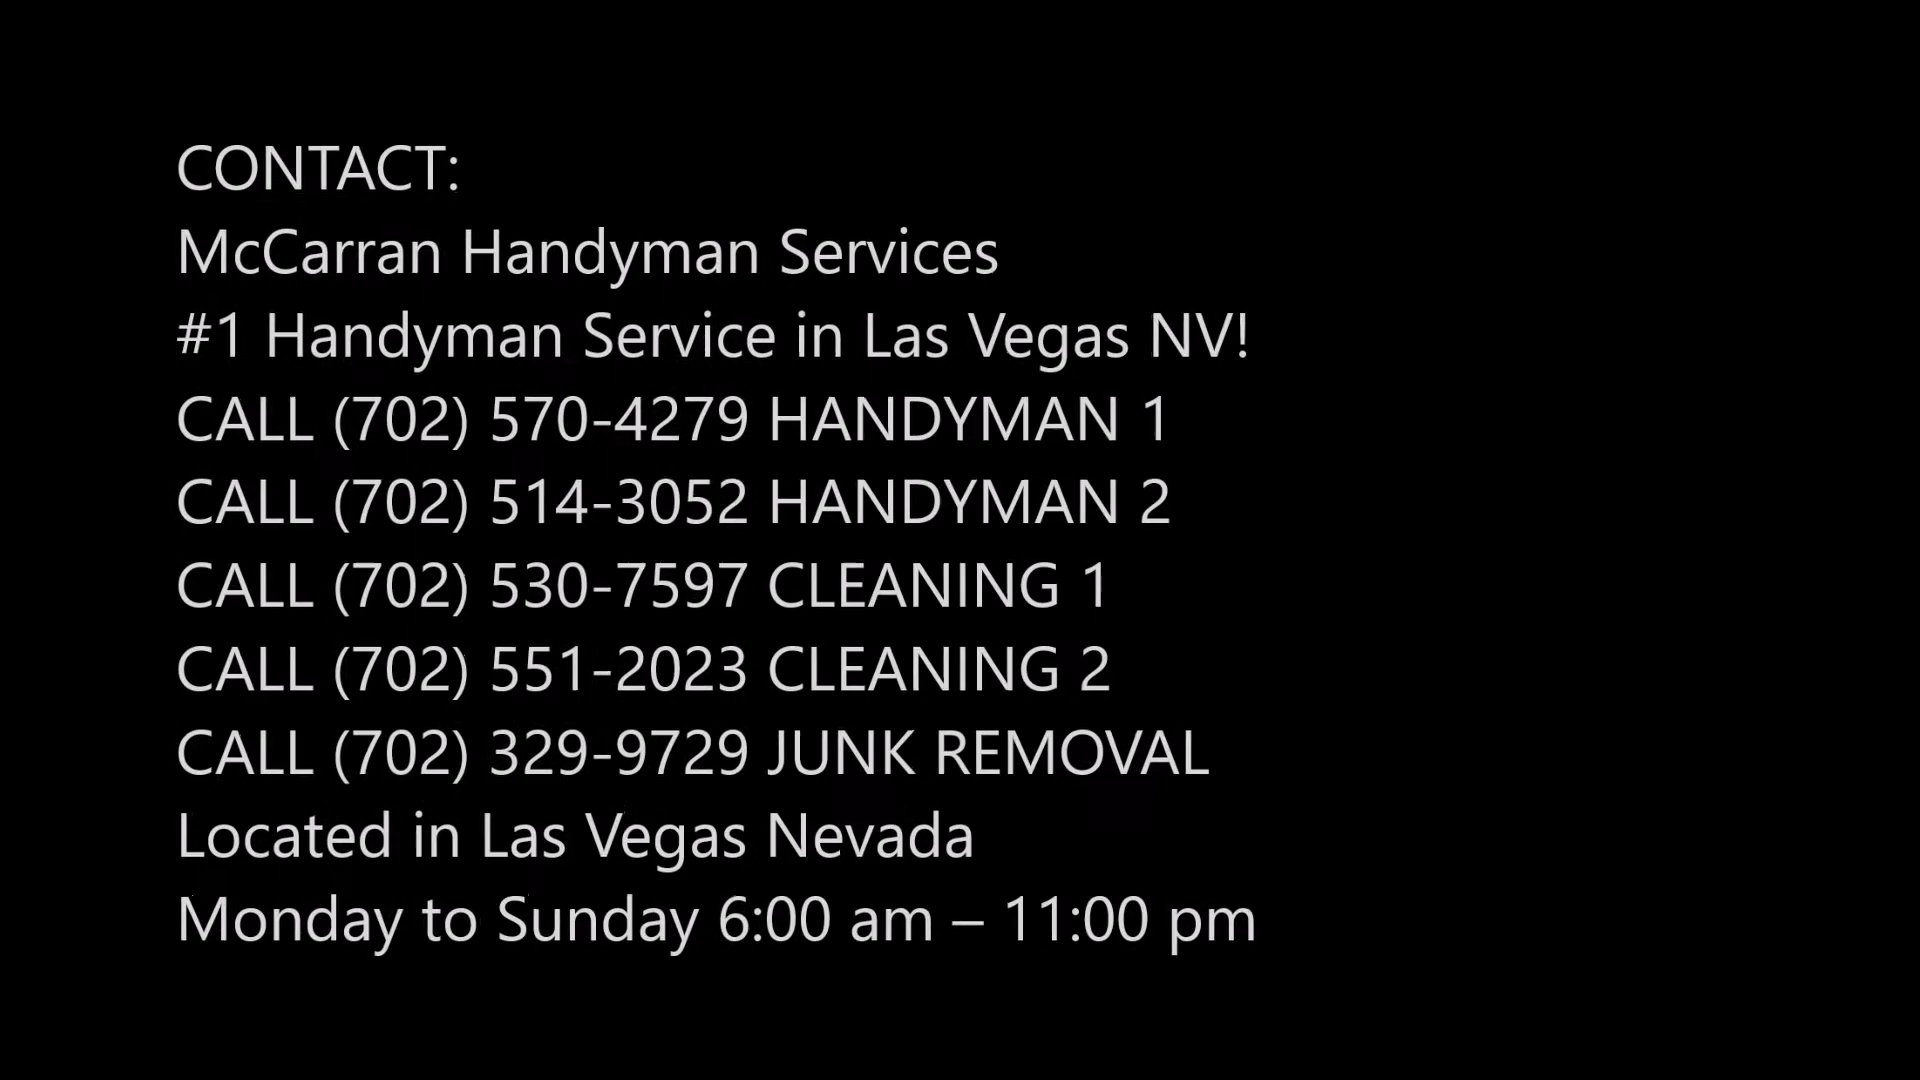 CONTACT:
McCarran Handyman Services
#1 Handyman Service in Las Vegas NV!
CALL (702) 570-4279 HANDYMAN 1
CALL (702) 514-3052 HANDYMAN 2
CALL (702) 530-7597 CLEANING 1
CALL (702) 551-2023 CLEANING 2
CALL (702) 329-9729 JUNK REMOVAL
Located in Las Vegas Nevada
Monday to Sunday 6:00 am – 11:00 pm